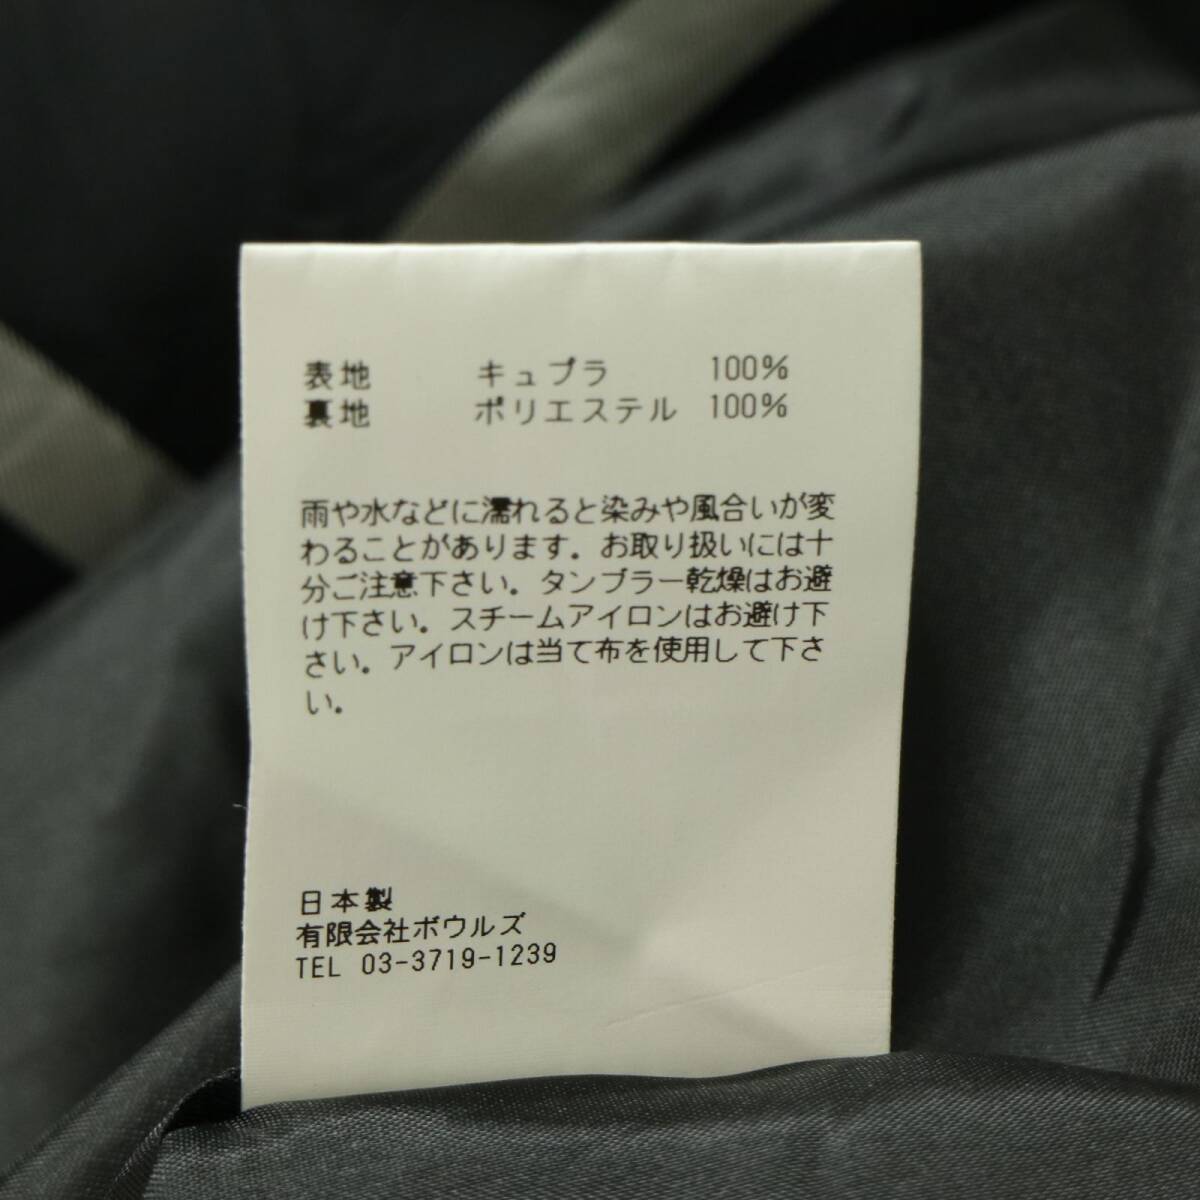 表地 キュプラ 100%
裏地 ポリエステル 100%
雨や水などに濡れると染みや風合いが変
わることがあります。お取り扱いには十
分ご注意下さい。タンブラー乾燥はお避
け下さい。スチームアイロンはお避け下
さい。アイロンは当て布を使用して下さ
い。
日本製
有限会社ボウルズ
TEL 03-3719-1239